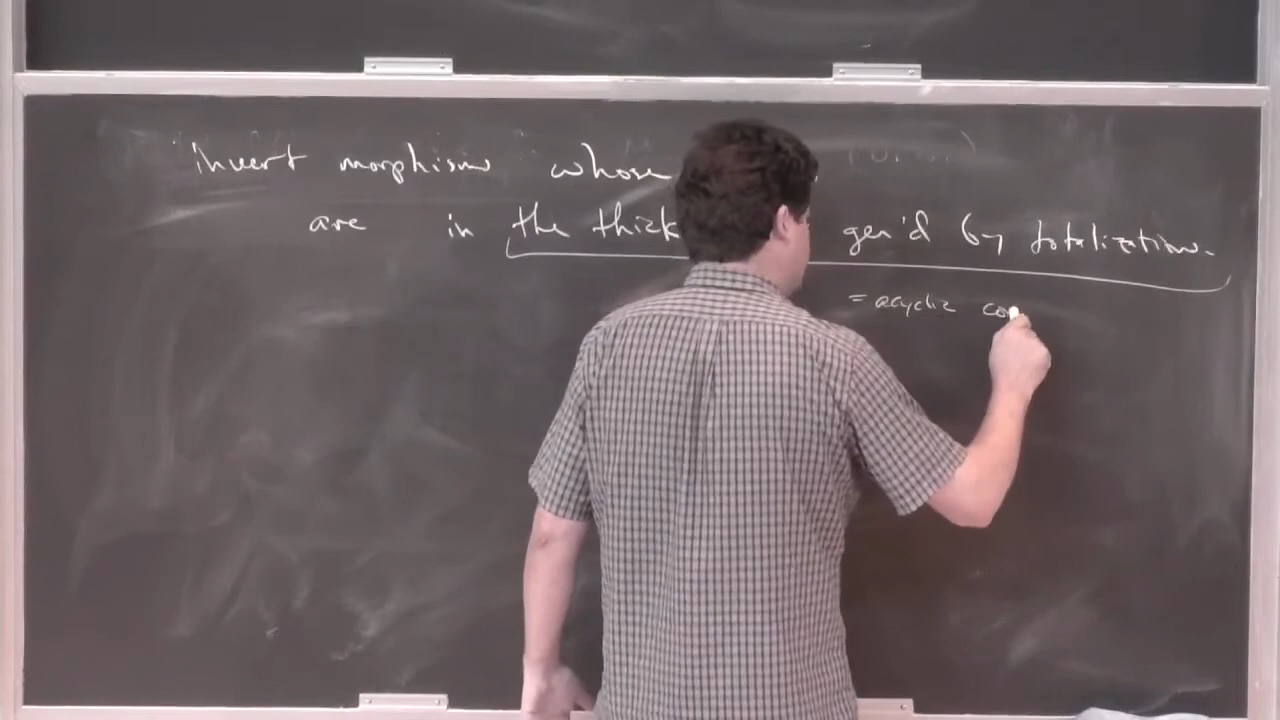 invert morphisms whose
are in the thick gen'd by totalizations.
= acyclic co